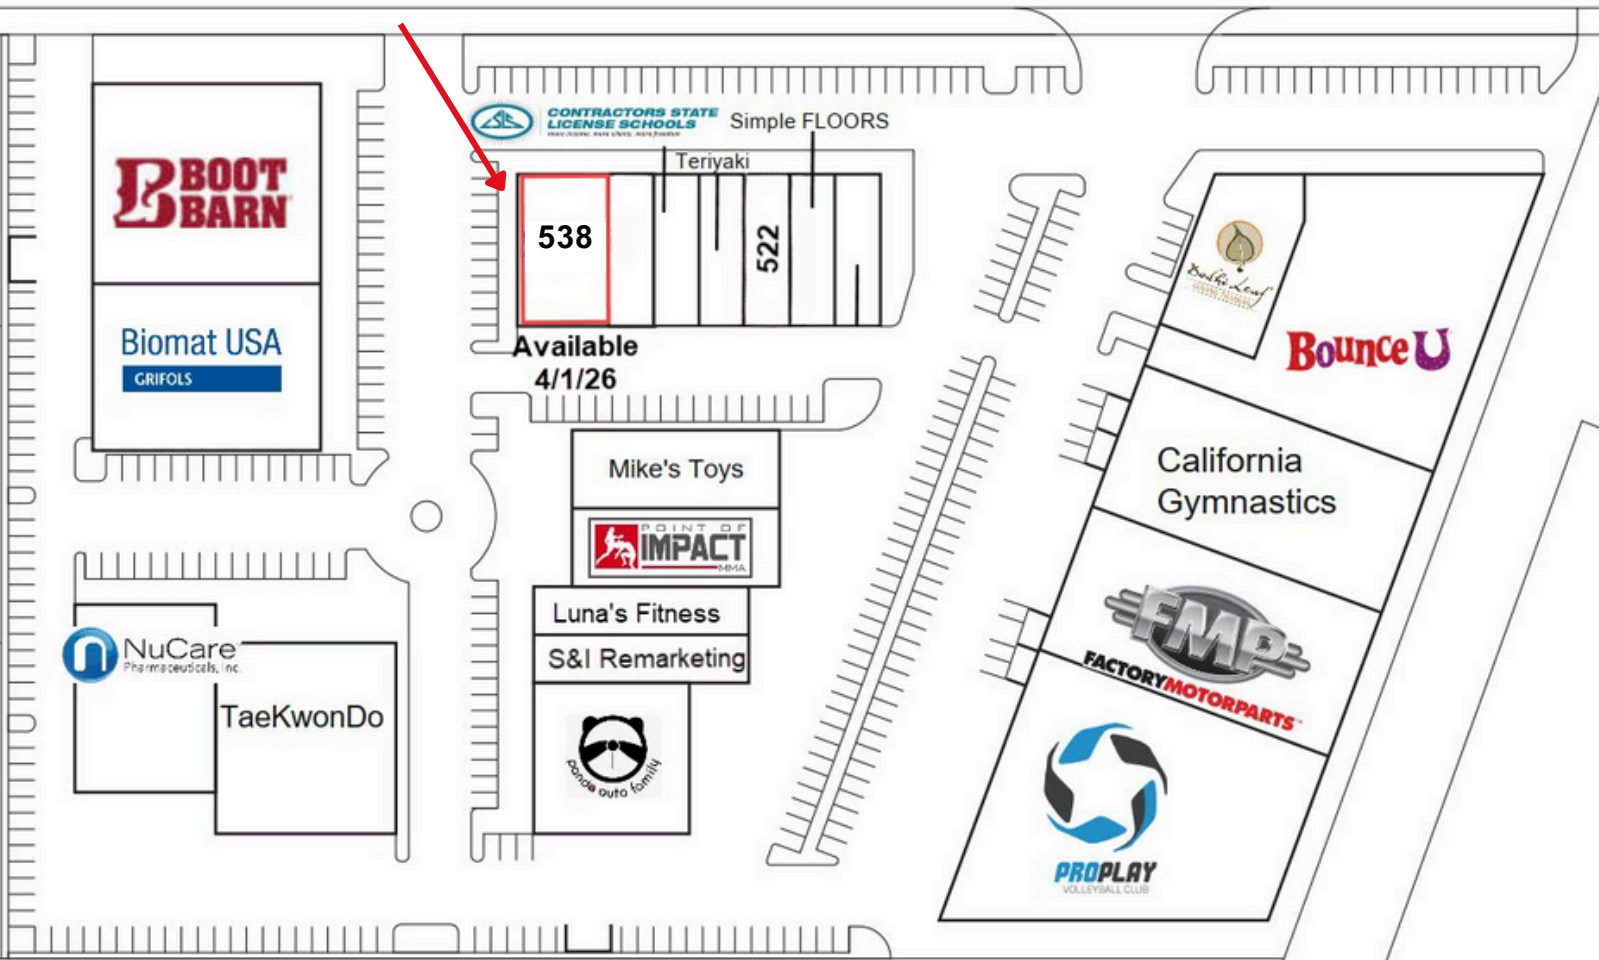 BOOT
BARN
Biomat USA
GRIFOLS
CONTRACTORS STATE
LICENSE SCHOOLS
Simple FLOORS
Teriyaki
538
522
Available
4/1/26
Mike's Toys
POINT OF
IMPACT
MMA
Luna's Fitness
S&I Remarketing
panda auto family
NuCare
Pharmaceuticals, Inc.
TaeKwonDo
Bodhi Leaf
BounceU
California
Gymnastics
FMP
FACTORYMOTORPARTS
PROPLAY
VOLLEYBALL CLUB